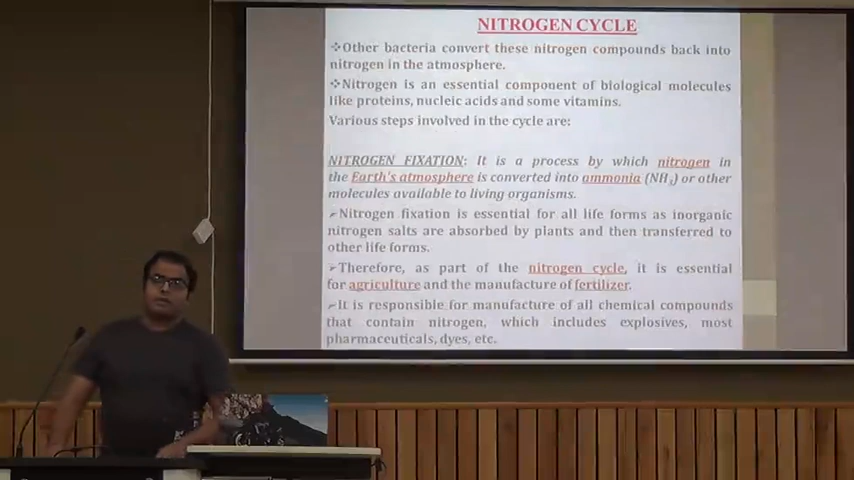 NITROGEN CYCLE
❖Other bacteria convert these nitrogen compounds back into
nitrogen in the atmosphere.
❖Nitrogen is an essential component of biological molecules
like proteins, nucleic acids and some vitamins.
Various steps involved in the cycle are:
NITROGEN FIXATION: It is a process by which nitrogen in
the Earth's atmosphere is converted into ammonia (NH3) or other
molecules available to living organisms.
➢Nitrogen fixation is essential for all life forms as inorganic
nitrogen salts are absorbed by plants and then transferred to
other life forms.
➢Therefore, as part of the nitrogen cycle, it is essential
for agriculture and the manufacture of fertilizer.
➢It is responsible for manufacture of all chemical compounds
that contain nitrogen, which includes explosives, most
pharmaceuticals, dyes, etc.